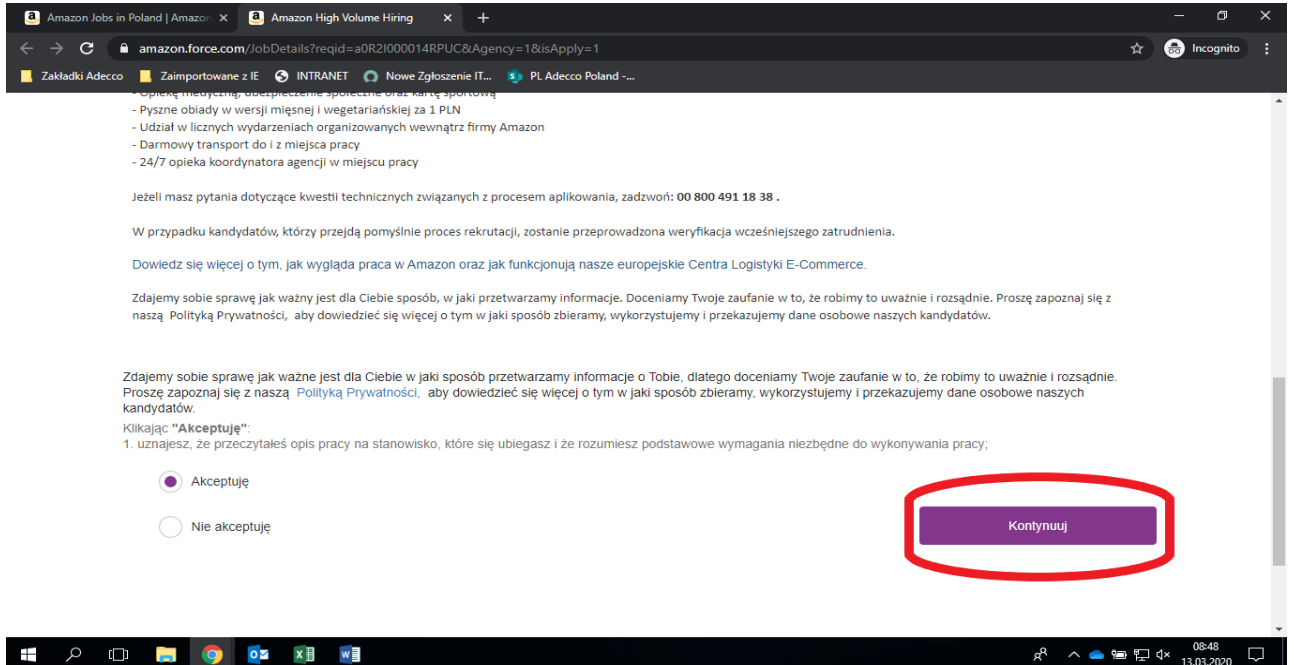 Amazon Jobs in Poland | Amazon
Amazon High Volume Hiring
amazon.force.com/JobDetails?reqid=a0R2I000014RPUC&Agency=1&isApply=1
Incognito
Zakładki Adecco
Zaimportowane z IE
INTRANET
Nowe Zgłoszenie IT...
PL Adecco Poland -...
- Opiekę medyczną, ubezpieczenie społeczne oraz kartę sportową
- Pyszne obiady w wersji mięsnej i wegetariańskiej za 1 PLN
- Udział w licznych wydarzeniach organizowanych wewnątrz firmy Amazon
- Darmowy transport do i z miejsca pracy
- 24/7 opieka koordynatora agencji w miejscu pracy
Jeżeli masz pytania dotyczące kwestii technicznych związanych z procesem aplikowania, zadzwoń: 00 800 491 18 38 .
W przypadku kandydatów, którzy przejdą pomyślnie proces rekrutacji, zostanie przeprowadzona weryfikacja wcześniejszego zatrudnienia.
Dowiedz się więcej o tym, jak wygląda praca w Amazon oraz jak funkcjonują nasze europejskie Centra Logistyki E-Commerce.
Zdajemy sobie sprawę jak ważny jest dla Ciebie sposób, w jaki przetwarzamy informacje. Doceniamy Twoje zaufanie w to, że robimy to uważnie i rozsądnie. Proszę zapoznaj się z
naszą Polityką Prywatności, aby dowiedzieć się więcej o tym w jaki sposób zbieramy, wykorzystujemy i przekazujemy dane osobowe naszych kandydatów.
Zdajemy sobie sprawę jak ważne jest dla Ciebie w jaki sposób przetwarzamy informacje o Tobie, dlatego doceniamy Twoje zaufanie w to, że robimy to uważnie i rozsądnie.
Proszę zapoznaj się z naszą Polityką Prywatności, aby dowiedzieć się więcej o tym w jaki sposób zbieramy, wykorzystujemy i przekazujemy dane osobowe naszych
kandydatów.
Klikając "Akceptuję":
1. uznajesz, że przeczytałeś opis pracy na stanowisko, które się ubiegasz i że rozumiesz podstawowe wymagania niezbędne do wykonywania pracy;
Akceptuję
Nie akceptuję
Kontynuuj
08:48
13.03.2020